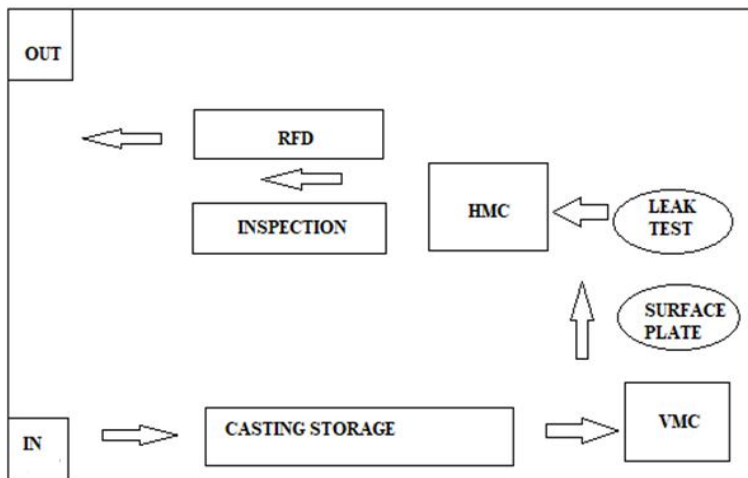 OUT
RFD
INSPECTION
HMC
LEAK
TEST
SURFACE
PLATE
IN
CASTING STORAGE
VMC